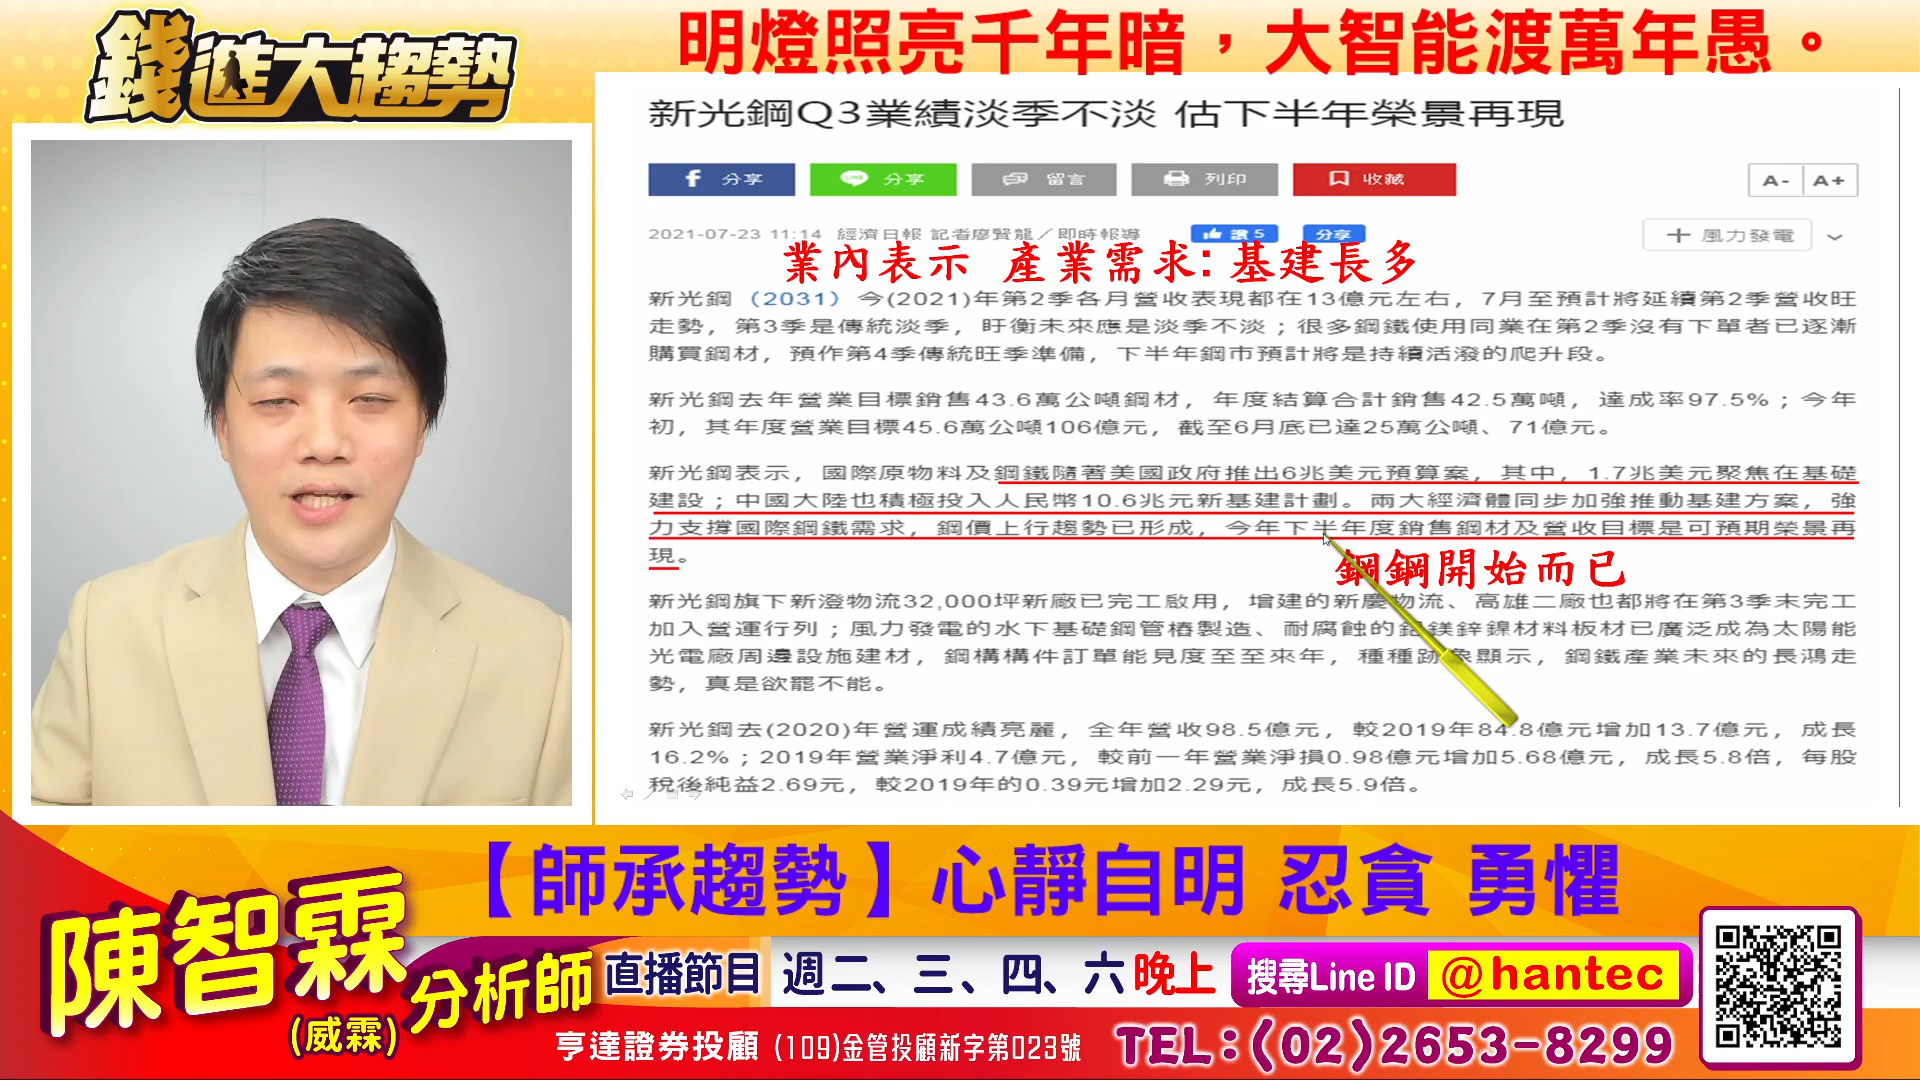 明燈照亮千年暗，大智能渡萬年愚。
錢進大趨勢
新光鋼Q3業績淡季不淡 估下半年榮景再現
分享
分享
留言
列印
收藏
A- A+
2021-07-23 11:14 經濟日報 記者廖賢龍／即時報導
讚 5
分享
風力發電
業內表示 產業需求: 基建長多
新光鋼（2031）今(2021)年第2季各月營收表現都在13億元左右，7月至預計將延續第2季營收旺
走勢，第3季是傳統淡季，盱衡未來應是淡季不淡；很多鋼鐵使用同業在第2季沒有下單者已逐漸
購買鋼材，預作第4季傳統旺季準備，下半年鋼市預計將是持續活潑的爬升段。
新光鋼去年營業目標銷售43.6萬公噸鋼材，年度結算合計銷售42.5萬噸，達成率97.5%；今年
初，其年度營業目標45.6萬公噸106億元，截至6月底已達25萬公噸、71億元。
新光鋼表示，國際原物料及鋼鐵隨著美國政府推出6兆美元預算案，其中，1.7兆美元聚焦在基礎
建設；中國大陸也積極投入人民幣10.6兆元新基建計劃。兩大經濟體同步加強推動基建方案，強
力支撐國際鋼鐵需求，鋼價上行趨勢已形成，今年下半年度銷售鋼材及營收目標是可預期榮景再
現。
鋼鋼開始而已
新光鋼旗下新澄物流32,000坪新廠已完工啟用，增建的新慶物流、高雄二廠也都將在第3季末完工
加入營運行列；風力發電的水下基礎鋼管樁製造、耐腐蝕的鋁鎂鋅鎳材料板材已廣泛成為太陽能
光電廠周邊設施建材，鋼構構件訂單能見度至至來年，種種跡象顯示，鋼鐵產業未來的長鴻走
勢，真是欲罷不能。
新光鋼去(2020)年營運成績亮麗，全年營收98.5億元，較2019年84.8億元增加13.7億元，成長
16.2%；2019年營業淨利4.7億元，較前一年營業淨損0.98億元增加5.68億元，成長5.8倍，每股
稅後純益2.69元，較2019年的0.39元增加2.29元，成長5.9倍。
【師承趨勢】心靜自明 忍貪 勇懼
陳智霖
(威霖)
分析師
直播節目 週二、三、四、六晚上
搜尋Line ID @hantec
亨達證券投顧 (109)金管投顧新字第023號
TEL:(02)2653-8299